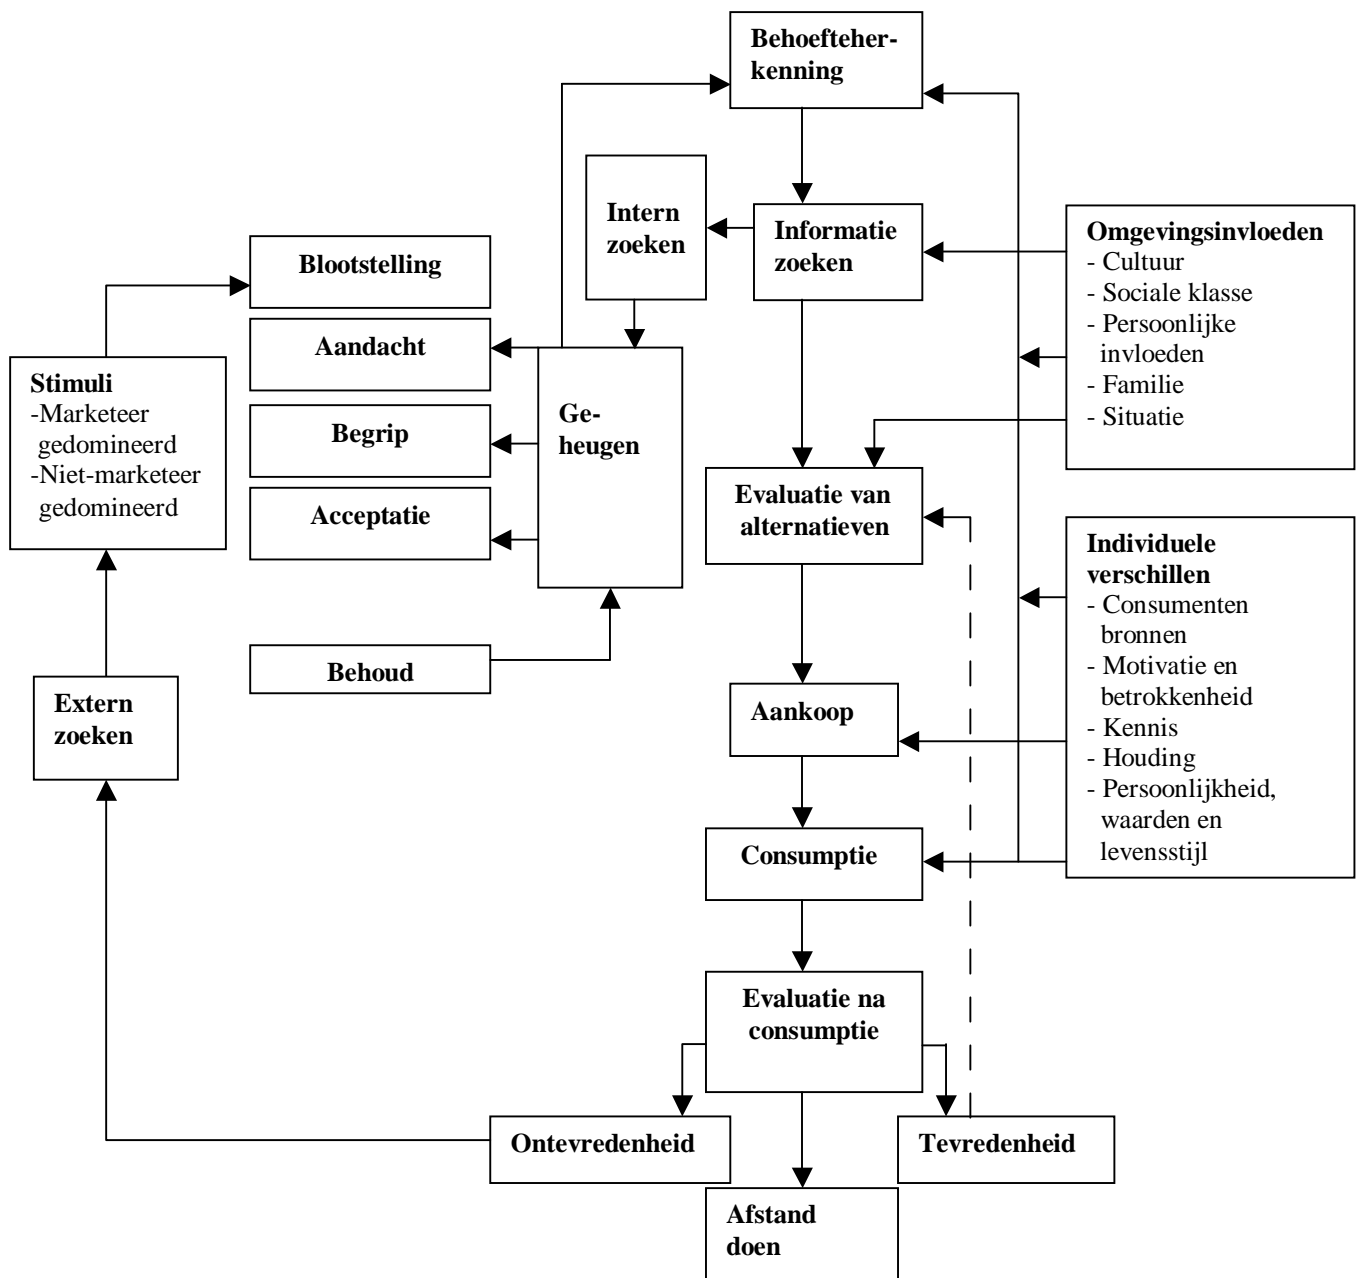 Behoefteher-
kenning
Intern
zoeken
Informatie
zoeken
Omgevingsinvloeden
- Cultuur
- Sociale klasse
- Persoonlijke
invloeden
- Familie
- Situatie
Blootstelling
Aandacht
Begrip
Acceptatie
Behoud
Stimuli
-Marketeer
gedomineerd
-Niet-marketeer
gedomineerd
Ge-
heugen
Evaluatie van
alternatieven
Individuele
verschillen
- Consumenten
bronnen
- Motivatie en
betrokkenheid
- Kennis
- Houding
- Persoonlijkheid,
waarden en
levensstijl
Extern
zoeken
Aankoop
Consumptie
Evaluatie na
consumptie
Ontevredenheid
Tevredenheid
Afstand
doen